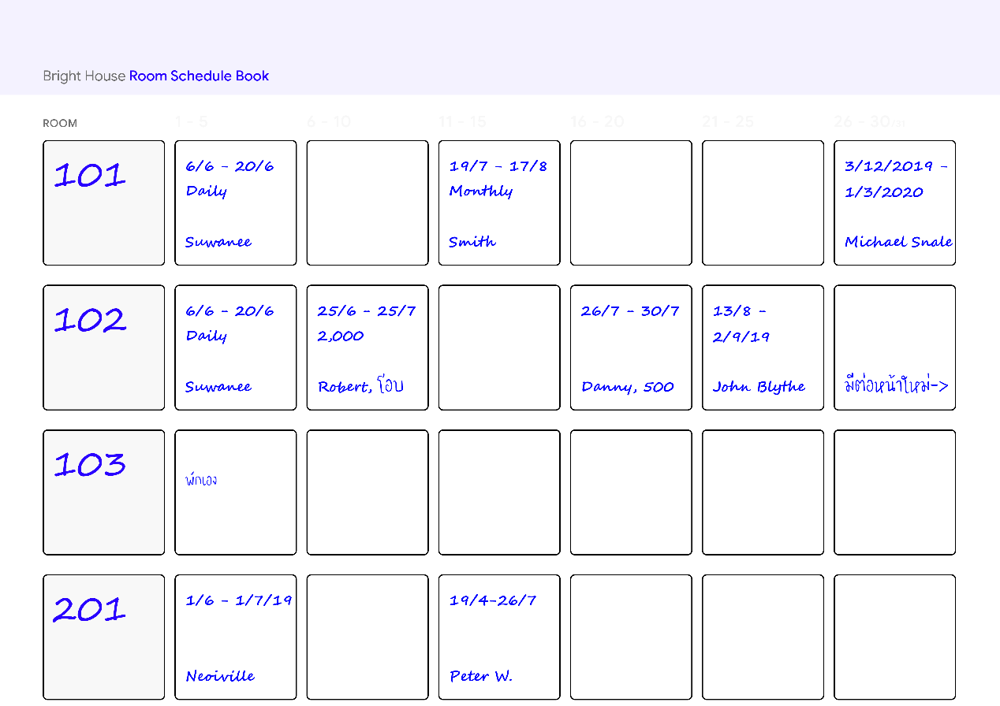 Bright House Room Schedule Book
ROOM 1 - 5 6 - 10 11 - 15 16 - 20 21 - 25 26 - 30/31
101
6/6 - 20/6
Daily
Suwanee
19/7 - 17/8
Monthly
Smith
3/12/2019 -
1/3/2020
Michael Snale
102
6/6 - 20/6
Daily
Suwanee
25/6 - 25/7
2,000
Robert, โอบ
26/7 - 30/7
Danny, 500
13/8 -
2/9/19
John Blythe
มีต่อหน้าใหม่->
103
พักเอง
201
1/6 - 1/7/19
Neoiville
19/4-26/7
Peter W.